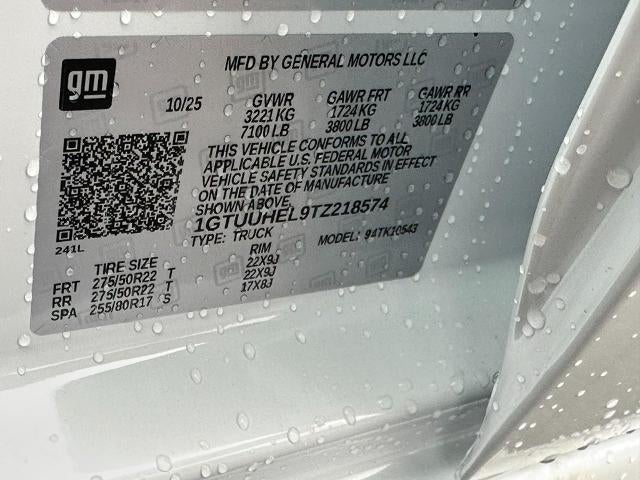 gm
MFD BY GENERAL MOTORS LLC
10/25 GVWR GAWR FRT GAWR RR
3221 KG 1724 KG 1724 KG
7100 LB 3800 LB 3800 LB
THIS VEHICLE CONFORMS TO ALL
APPLICABLE U.S. FEDERAL MOTOR
VEHICLE SAFETY STANDARDS IN EFFECT
ON THE DATE OF MANUFACTURE
SHOWN ABOVE.
1GTUUHEL9TZ218574
TYPE: TRUCK MODEL: 94TK10543
241L
TIRE SIZE RIM
FRT 275/50R22 T 22X9J
RR 275/50R22 T 22X9J
SPA 255/80R17 S 17X8J